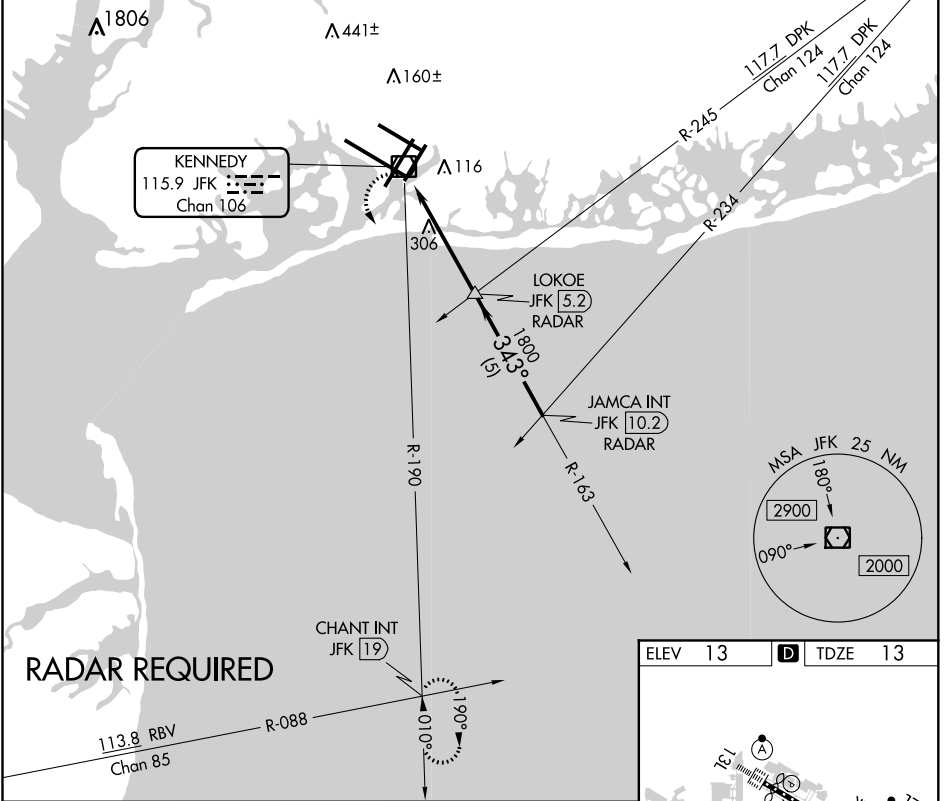 1806
441±
160±
117.7 DPK
Chan 124
117.7 DPK
Chan 124
R-245
KENNEDY
115.9 JFK
Chan 106
116
R-234
306
LOKOE
JFK 5.2
RADAR
1800
343°
(5)
JAMCA INT
JFK 10.2
RADAR
R-190
R-163
MSA JFK 25 NM
180°
2900
090°
2000
CHANT INT
JFK 19
RADAR REQUIRED
ELEV 13 D TDZE 13
190°
010°
R-088
113.8 RBV
Chan 85
13L
A
P